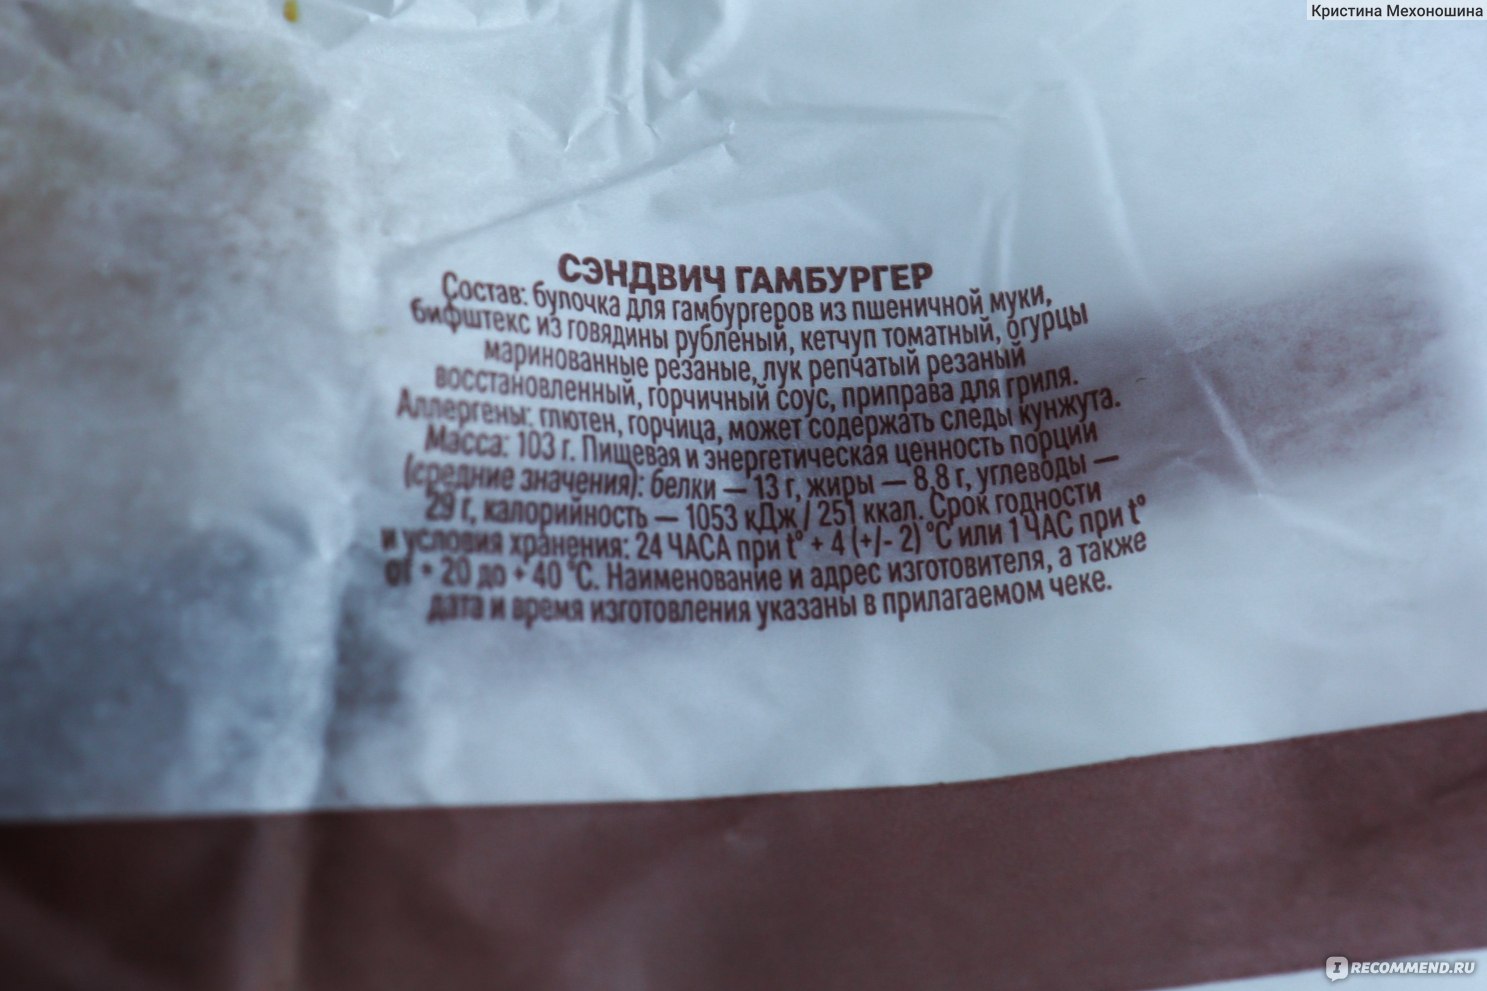 Кристина Мехоношина
СЭНДВИЧ ГАМБУРГЕР
Состав: булочка для гамбургеров из пшеничной муки,
бифштекс из говядины рубленый, кетчуп томатный, огурцы
маринованные резаные, лук репчатый резаный
восстановленный, горчичный соус, приправа для гриля.
Аллергены: глютен, горчица, может содержать следы кунжута.
Масса: 103 г. Пищевая и энергетическая ценность порции
(средние значения): белки — 13 г, жиры — 8,8 г, углеводы —
29 г, калорийность — 1053 кДж / 251 ккал. Срок годности
и условия хранения: 24 ЧАСА при t° + 4 (+/- 2) °С или 1 ЧАС при t°
от + 20 до + 40 °С. Наименование и адрес изготовителя, а также
дата и время изготовления указаны в прилагаемом чеке.
IRECOMMEND.RU